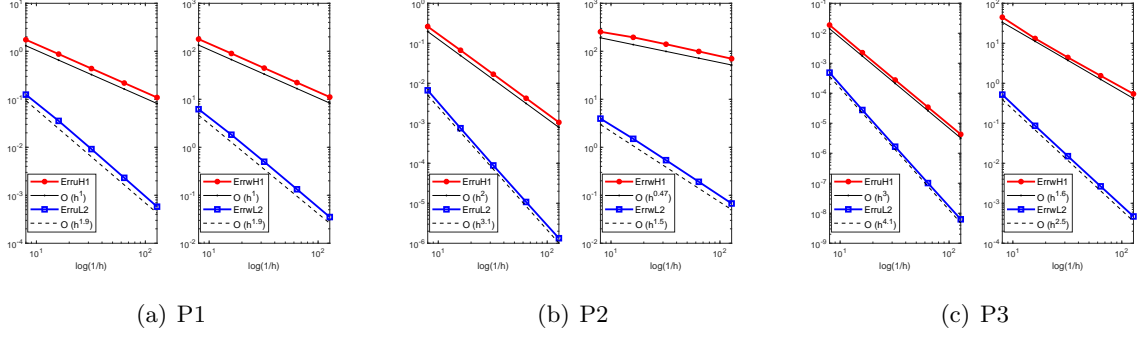 10^1
10^0
10^-1
10^-2
10^-3
10^-4
ErruH1
O (h^1)
ErruL2
O (h^1.9)
10^1 10^2
log(1/h)
10^3
10^2
10^1
10^0
10^-1
10^-2
ErrwH1
O (h^1)
ErrwL2
O (h^1.9)
10^1 10^2
log(1/h)
(a) P1
10^0
10^-1
10^-2
10^-3
10^-4
10^-5
10^-6
ErruH1
O (h^2)
ErruL2
O (h^3.1)
10^1 10^2
log(1/h)
10^3
10^2
10^1
10^0
10^-1
10^-2
ErrwH1
O (h^0.47)
ErrwL2
O (h^1.5)
10^1 10^2
log(1/h)
(b) P2
10^-1
10^-2
10^-3
10^-4
10^-5
10^-6
10^-7
10^-8
10^-9
ErruH1
O (h^3)
ErruL2
O (h^4.1)
10^1 10^2
log(1/h)
10^2
10^1
10^0
10^-1
10^-2
10^-3
10^-4
ErrwH1
O (h^1.6)
ErrwL2
O (h^2.5)
10^1 10^2
log(1/h)
(c) P3